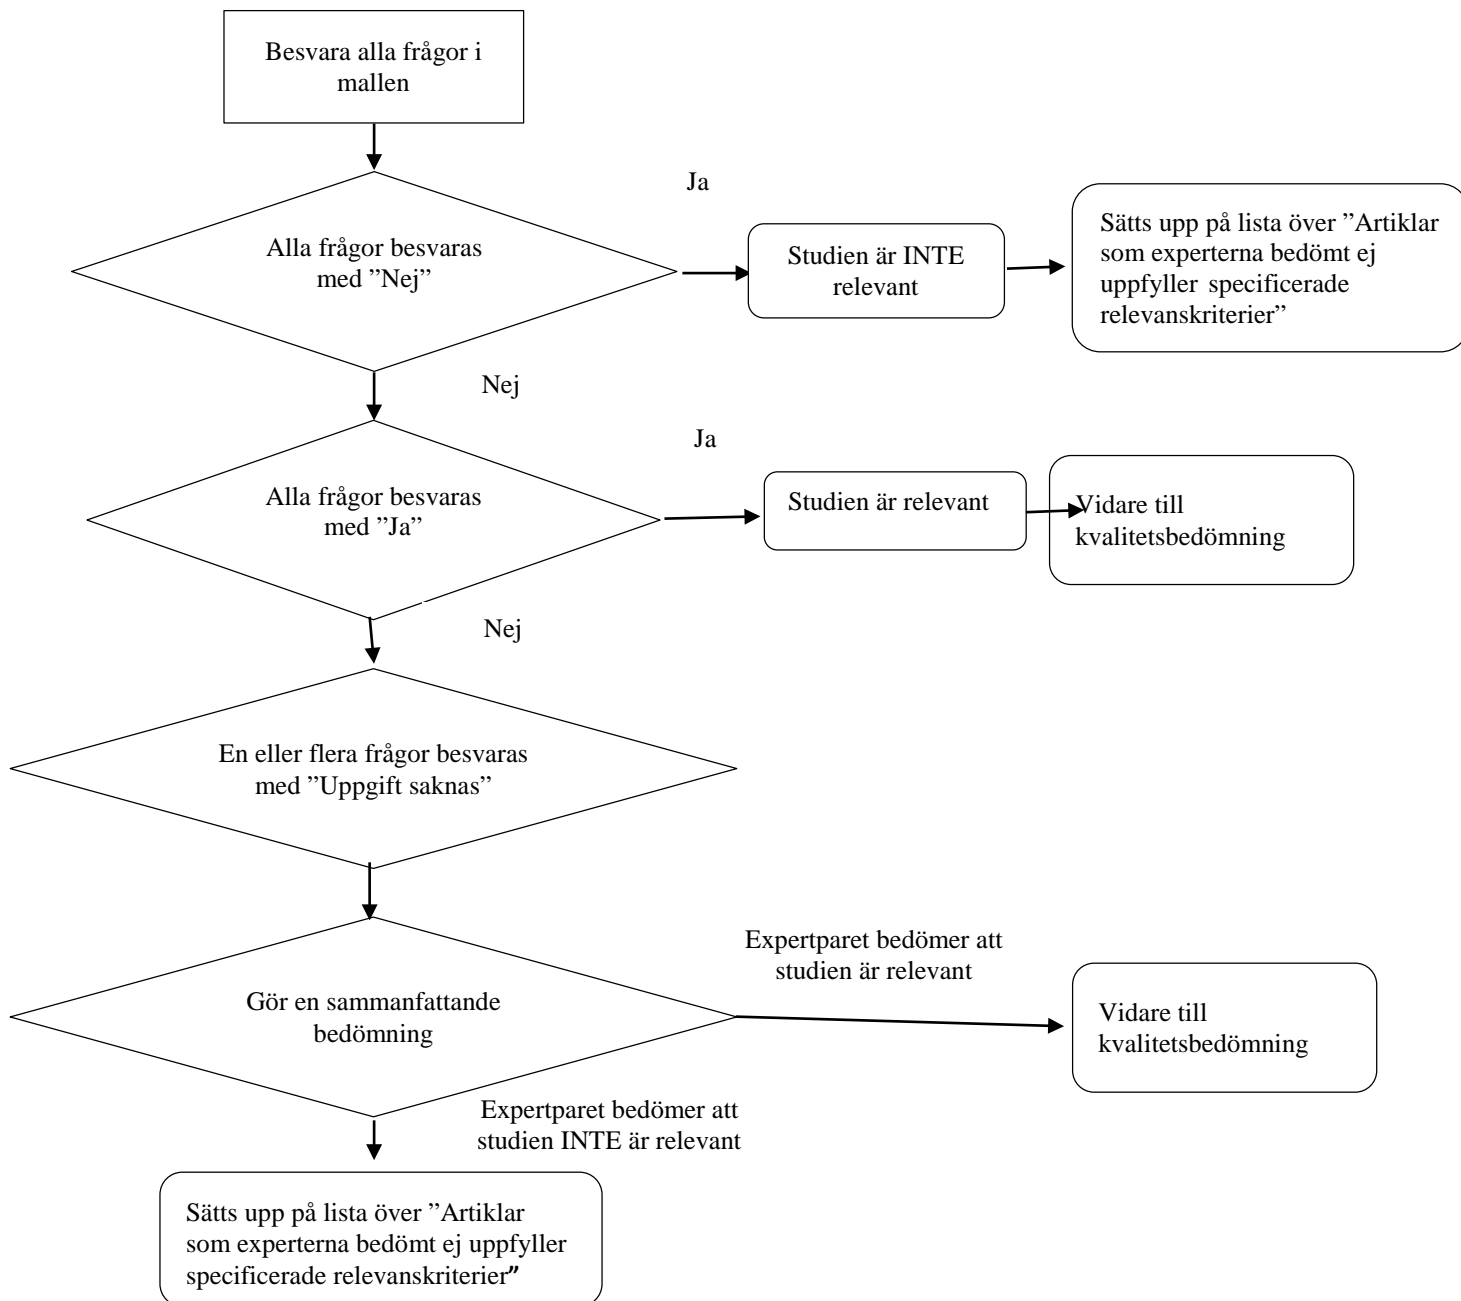 Besvara alla frågor i
mallen
Ja
Alla frågor besvaras
med ”Nej”
Studien är INTE
relevant
Sätts upp på lista över ”Artiklar
som experterna bedömt ej
uppfyller specificerade
relevanskriterier”
Nej
Ja
Alla frågor besvaras
med ”Ja”
Studien är relevant
Vidare till
kvalitetsbedömning
Nej
En eller flera frågor besvaras
med ”Uppgift saknas”
Gör en sammanfattande
bedömning
Expertparet bedömer att
studien är relevant
Vidare till
kvalitetsbedömning
Expertparet bedömer att
studien INTE är relevant
Sätts upp på lista över ”Artiklar
som experterna bedömt ej uppfyller
specificerade relevanskriterier”